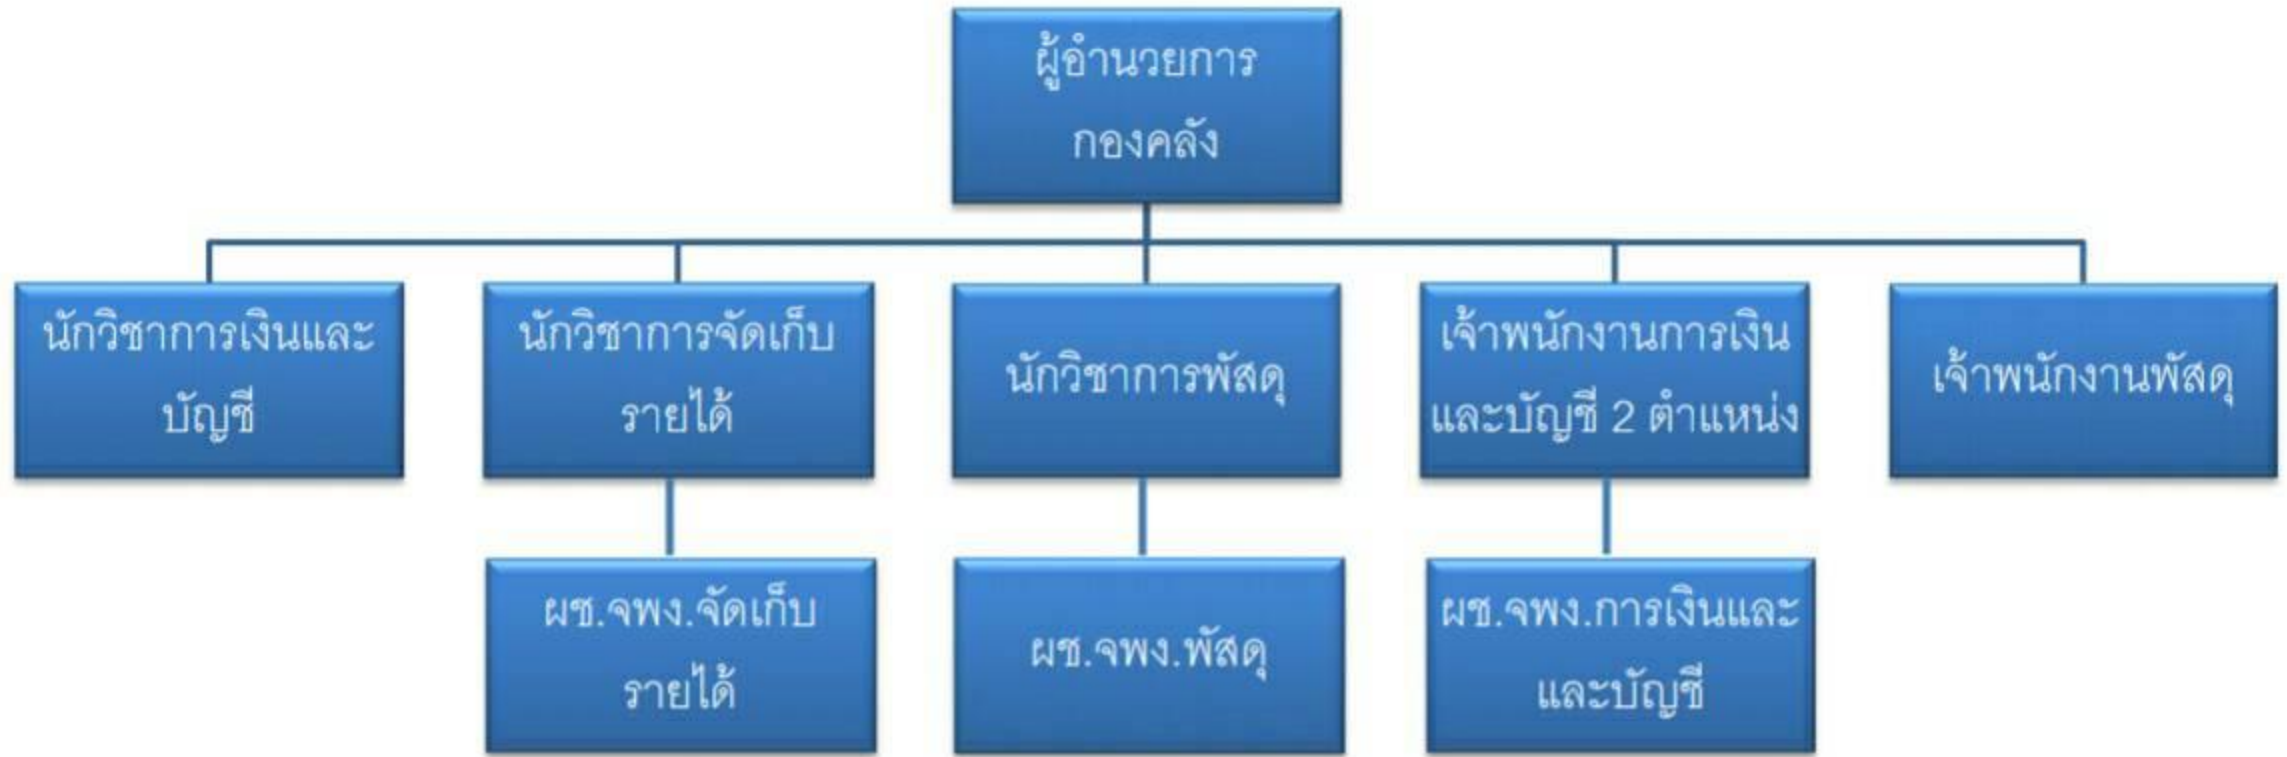 ผู้อำนวยการ
กองคลัง
นักวิชาการเงินและ
บัญชี
นักวิชาการจัดเก็บ
รายได้
นักวิชาการพัสดุ
เจ้าพนักงานการเงิน
และบัญชี 2 ตำแหน่ง
เจ้าพนักงานพัสดุ
ผช.จพง.จัดเก็บ
รายได้
ผช.จพง.พัสดุ
ผช.จพง.การเงินและ
และบัญชี